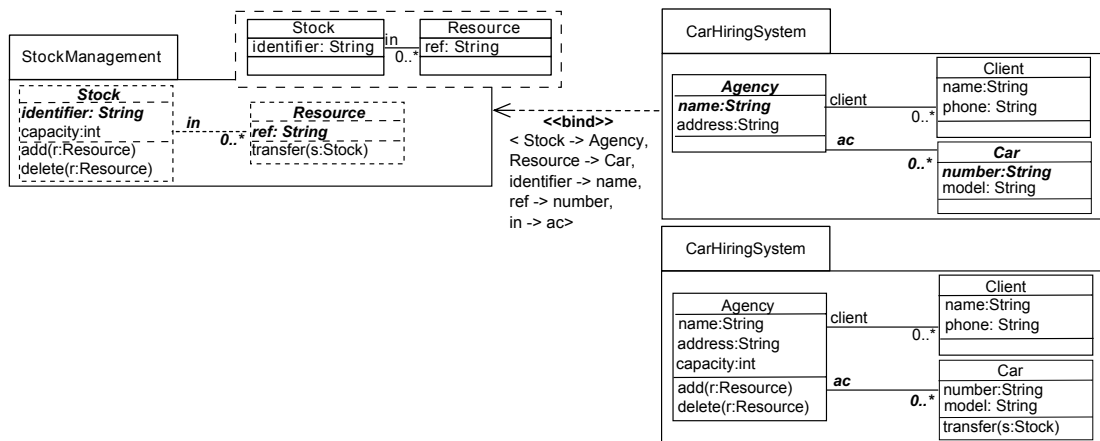 StockManagement
Stock
identifier: String
in
0..*
Resource
ref: String
Stock
identifier: String
capacity:int
add(r:Resource)
delete(r:Resource)
in
0..*
Resource
ref: String
transfer(s:Stock)
<<bind>>
< Stock -> Agency,
Resource -> Car,
identifier -> name,
ref -> number,
in -> ac>
CarHiringSystem
Agency
name:String
address:String
client
0..*
Client
name:String
phone: String
ac
0..*
Car
number:String
model: String
CarHiringSystem
Agency
name:String
address:String
capacity:int
add(r:Resource)
delete(r:Resource)
client
0..*
Client
name:String
phone: String
ac
0..*
Car
number:String
model: String
transfer(s:Stock)